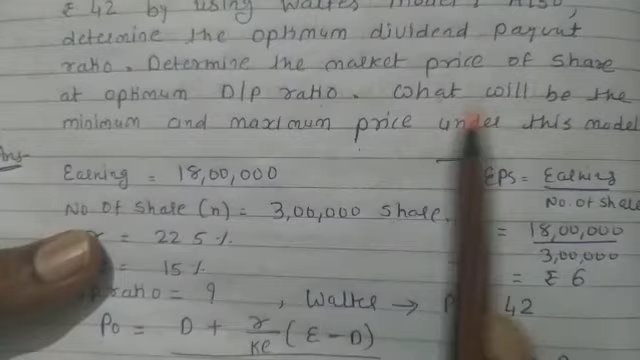 ₹ 42 by using Walter model? Also,
determine the optimum dividend payout
ratio. Determine the market price of share
at optimum D/P ratio. What will be the
minimum and maximum price under this model
Ans-
Earning = 18,00,000
EPS = Earning
No. of Share
No. of Share (n) = 3,00,000 Share.
= 18,00,000
3,00,000
= 22.5 %
= 15 %
= ₹ 6
ratio = ? , Walter → P 42
P0 = D + r/Ke (E-D)